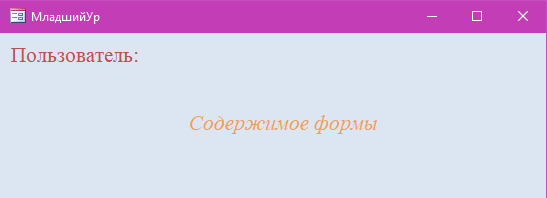 МладшийУр
Пользователь:
Содержимое формы